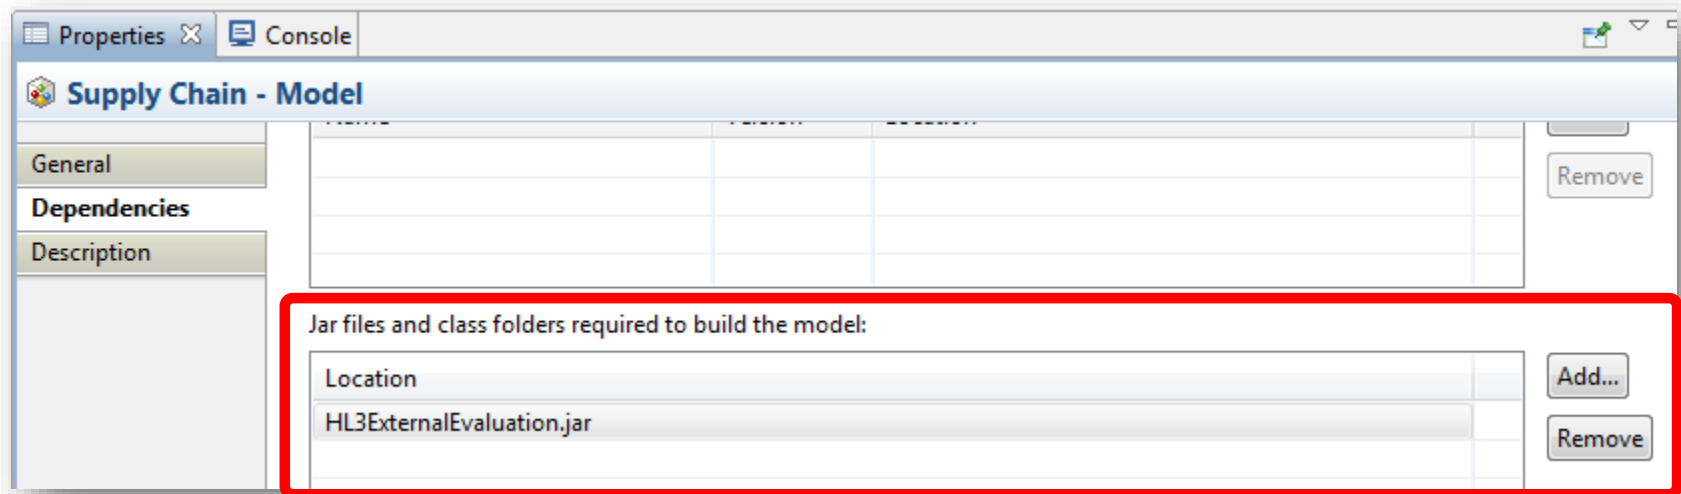 Properties Console
Supply Chain - Model
General
Remove
Dependencies
Description
Jar files and class folders required to build the model:
Location
Add...
HL3ExternalEvaluation.jar
Remove